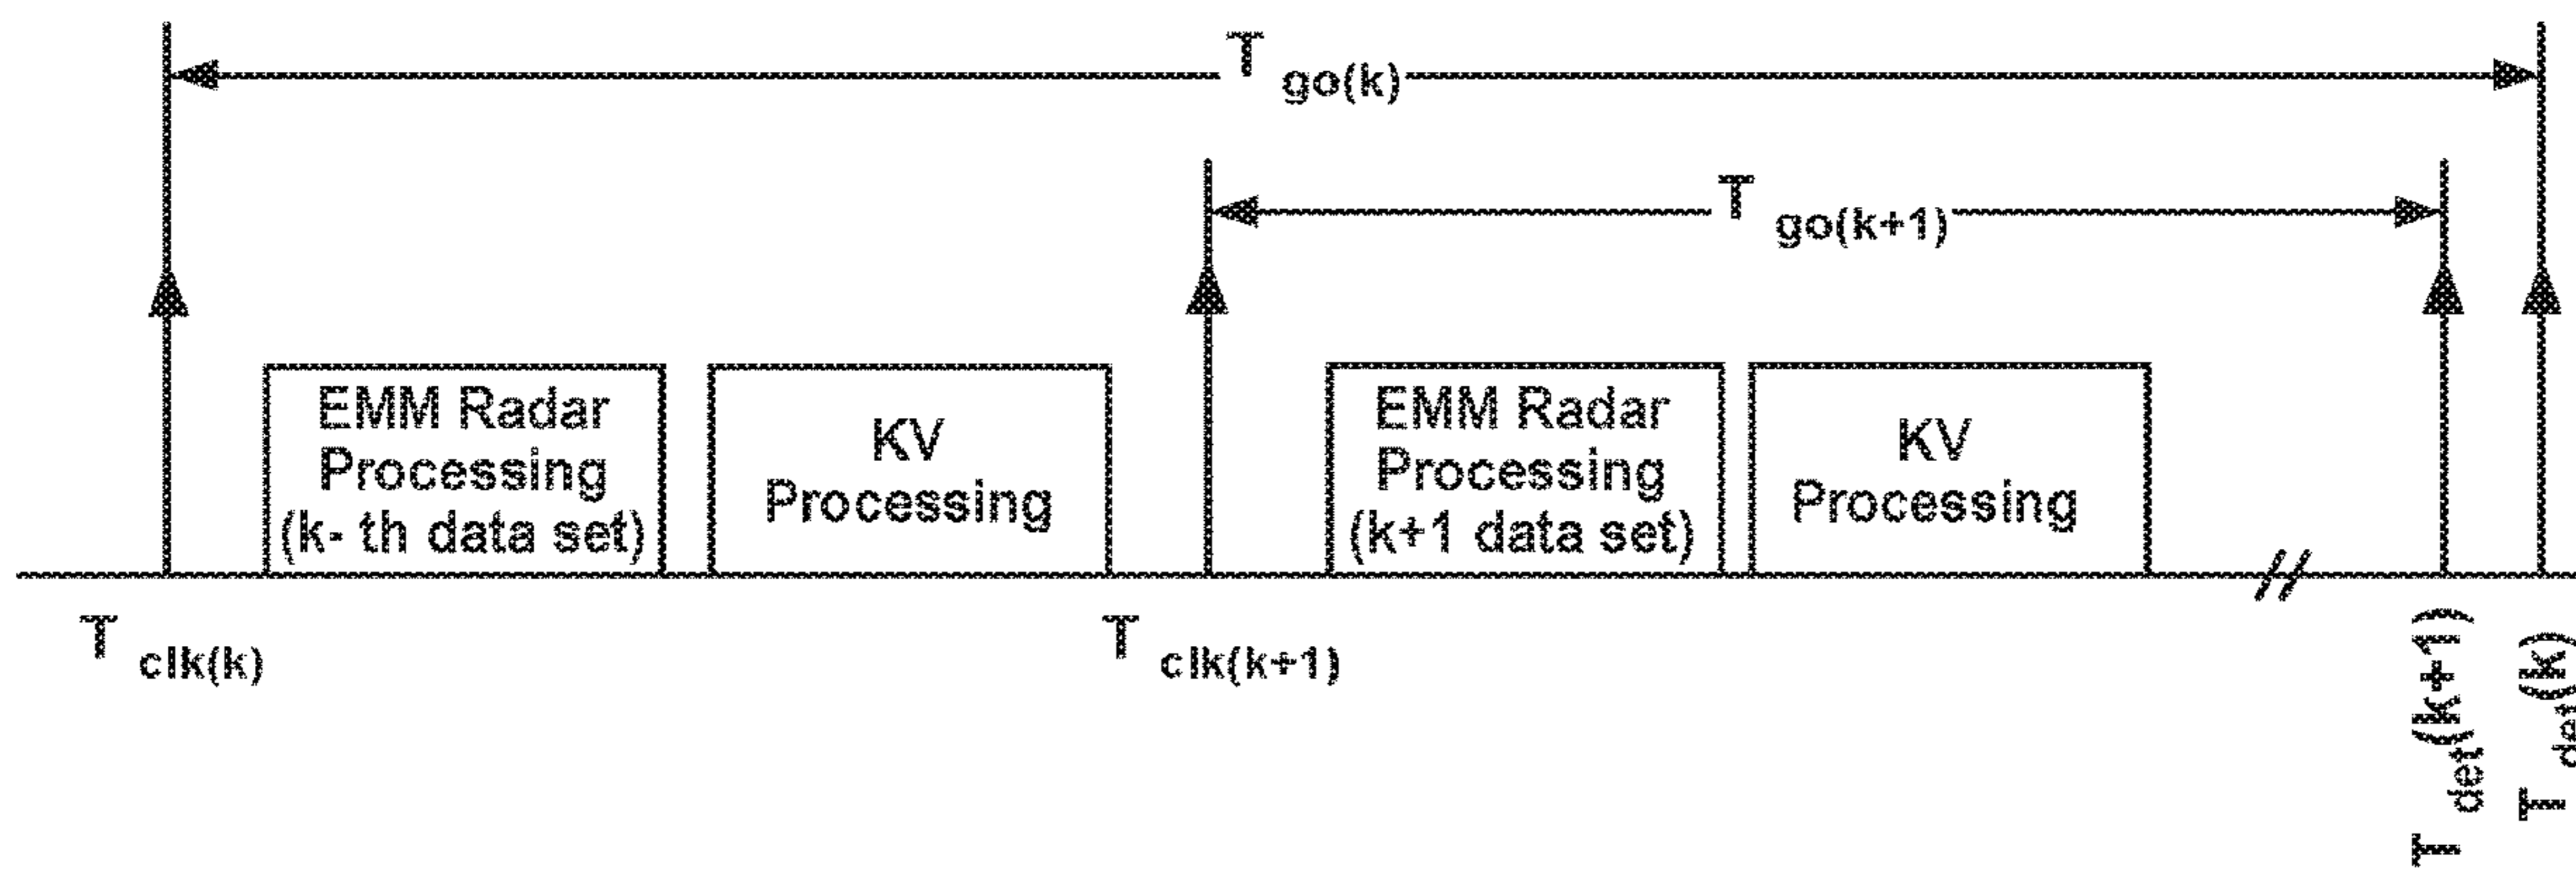 T go(k)
T go(k+1)
EMM Radar
Processing
(k- th data set)
KV
Processing
EMM Radar
Processing
(k+1 data set)
KV
Processing
T clk(k)
T clk(k+1)
T det(k+1)
T det(k)